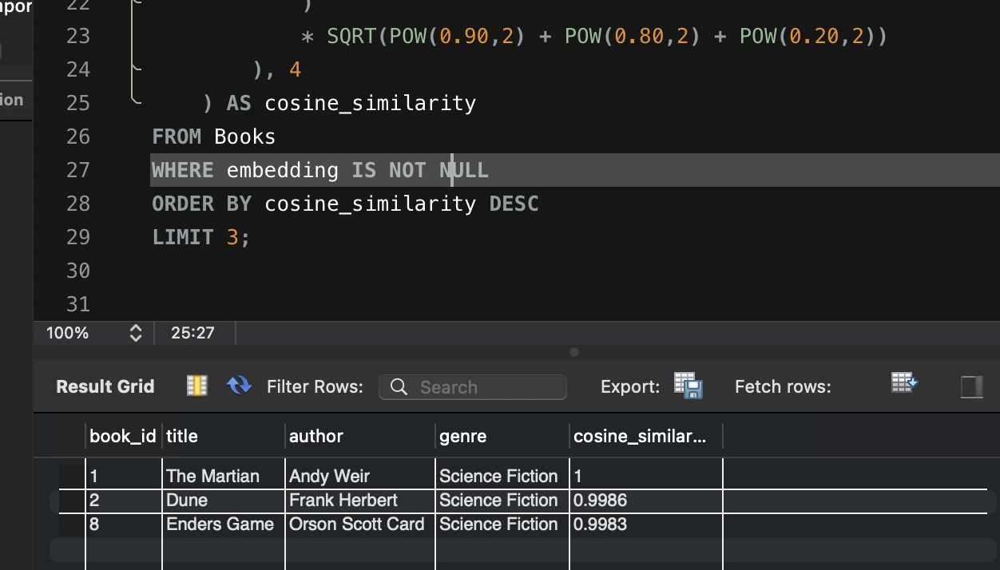 22 )
23 * SQRT(POW(0.90,2) + POW(0.80,2) + POW(0.20,2))
24 ), 4
ion
25 ) AS cosine_similarity
26 FROM Books
27 WHERE embedding IS NOT NULL
28 ORDER BY cosine_similarity DESC
29 LIMIT 3;
30
31
100% 25:27
Result Grid Filter Rows: Search Export: Fetch rows:
book_id title author genre cosine_similar...
1 The Martian Andy Weir Science Fiction 1
2 Dune Frank Herbert Science Fiction 0.9986
8 Enders Game Orson Scott Card Science Fiction 0.9983